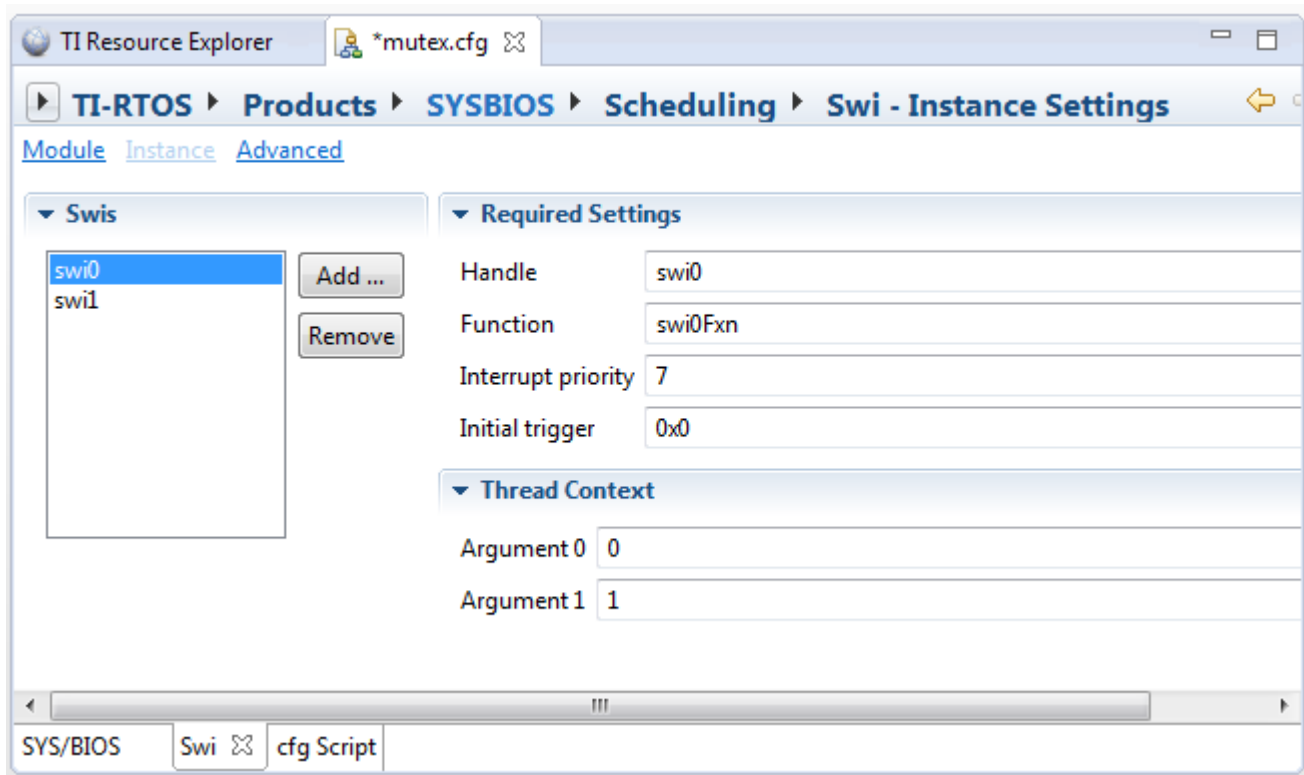 TI Resource Explorer
*mutex.cfg
TI-RTOS Products SYSBIOS Scheduling Swi - Instance Settings
Module Instance Advanced
Swis
swi0
swi1
Add ...
Remove
Required Settings
Handle swi0
Function swi0Fxn
Interrupt priority 7
Initial trigger 0x0
Thread Context
Argument 0 0
Argument 1 1
SYS/BIOS Swi cfg Script